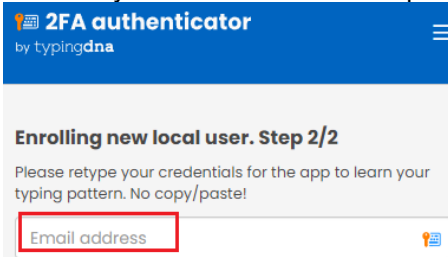 2FA authenticator
by typingdna
Enrolling new local user. Step 2/2
Please retype your credentials for the app to learn your
typing pattern. No copy/paste!
Email address